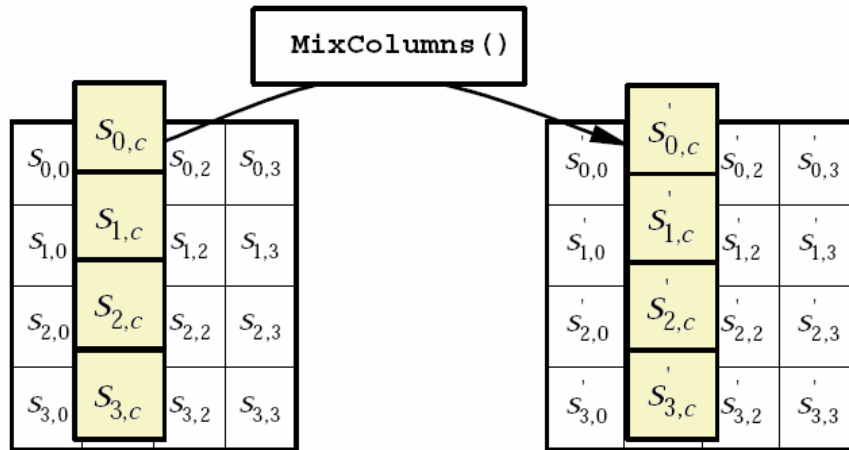 MixColumns()
S0,0 S0,c S0,2 S0,3
S1,0 S1,c S1,2 S1,3
S2,0 S2,c S2,2 S2,3
S3,0 S3,c S3,2 S3,3
S'0,0 S'0,c S'0,2 S'0,3
S'1,0 S'1,c S'1,2 S'1,3
S'2,0 S'2,c S'2,2 S'2,3
S'3,0 S'3,c S'3,2 S'3,3